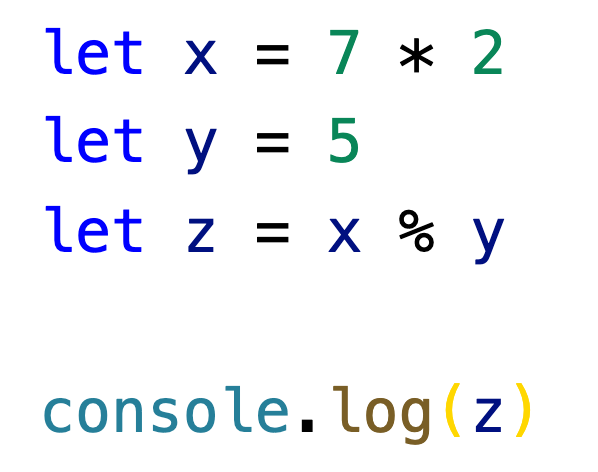 let x = 7 * 2
let y = 5
let z = x % y
console.log(z)